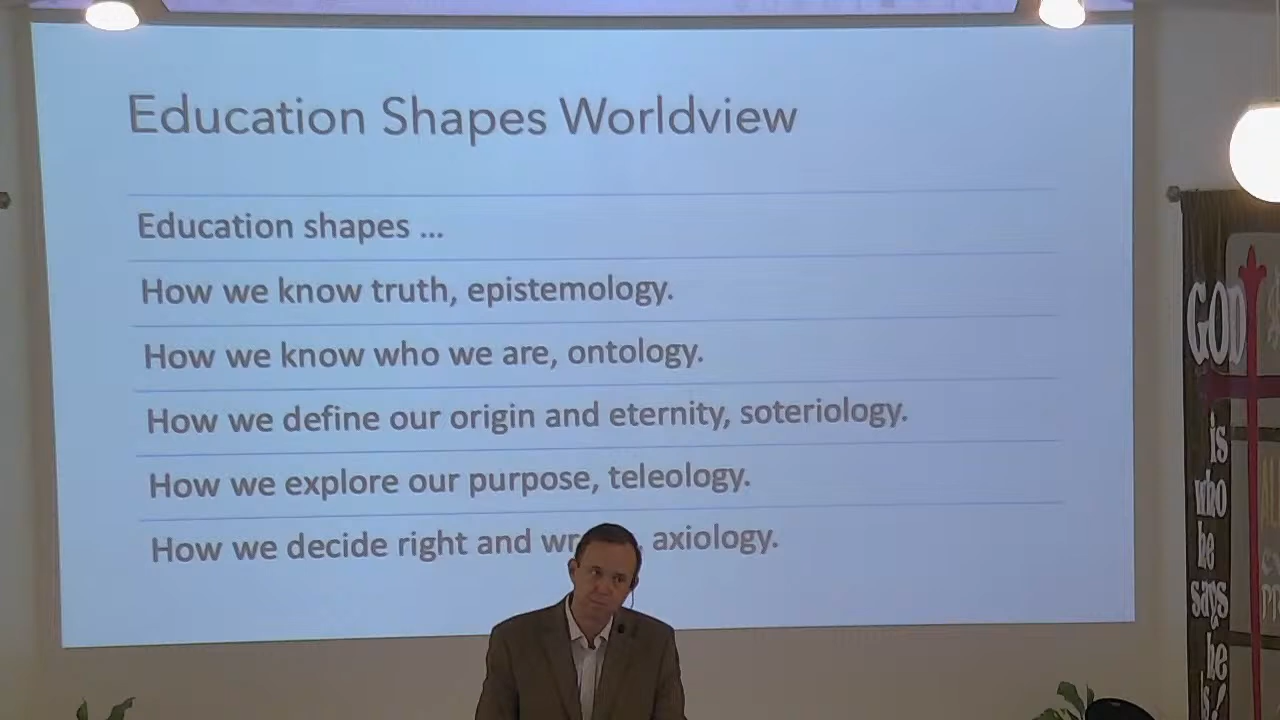 Education Shapes Worldview
Education shapes ...
How we know truth, epistemology.
How we know who we are, ontology.
How we define our origin and eternity, soteriology.
How we explore our purpose, teleology.
How we decide right and axiology.
GOD
is
who
he
says
he
is!